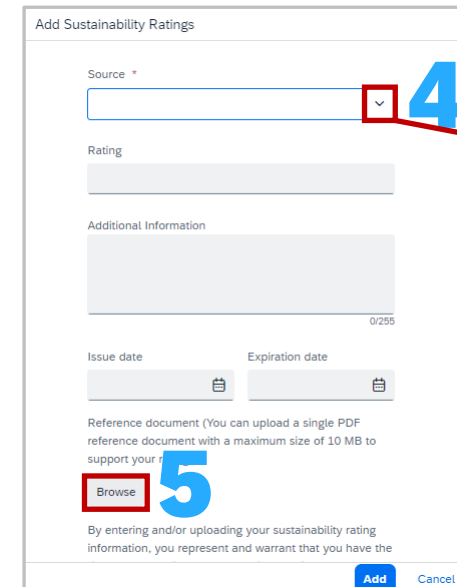 Add Sustainability Ratings
Source *
4
Rating
Additional Information
0/255
Issue date Expiration date
Reference document (You can upload a single PDF
reference document with a maximum size of 10 MB to
support your
5
Browse
By entering and/or uploading your sustainability rating
information, you represent and warrant that you have the
Add Cancel